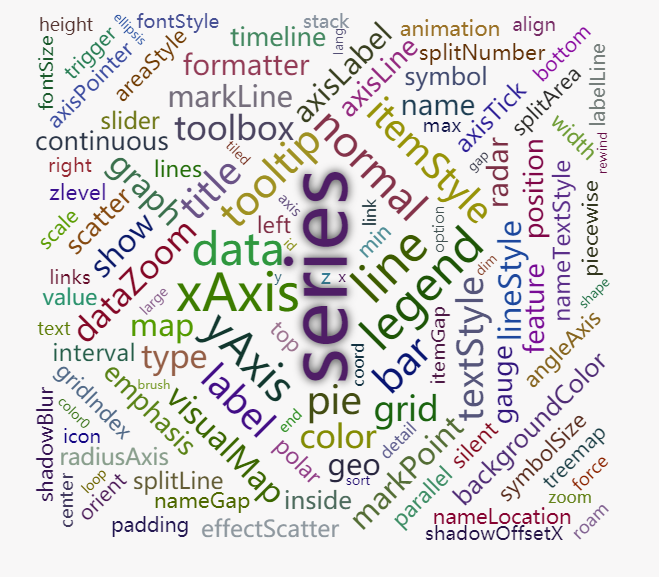 height
ellipsis
fontStyle
stack
animation
align
fontSize
trigger
timeline
lang
axisLabel
axisLine
splitNumber
bottom
axisPointer
areaStyle
formatter
symbol
splitArea
labelLine
markLine
name
axisTick
slider
toolbox
max
width
continuous
tiled
tooltip
normal
itemStyle
gap
radar
rewind
right
graph
lines
title
series
position
nameTextStyle
zlevel
scatter
axis
link
option
piecewise
scale
show
left
min
data
id
line
legend
lineStyle
links
dataZoom
y
z
x
dim
feature
shape
value
large
xAxis
textStyle
text
map
yAxis
top
itemGap
angleAxis
interval
type
coord
bar
gauge
gridIndex
emphasis
brush
label
pie
grid
backgroundColor
shadowBlur
color0
visualMap
end
color
detail
markPoint
silent
symbolSize
icon
treemap
radiusAxis
polar
geo
force
center
loop
orient
splitLine
sort
parallel
zoom
nameGap
inside
nameLocation
roam
padding
effectScatter
shadowOffsetX